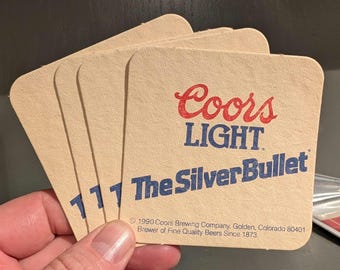 Coors
LIGHT
The Silver Bullet
© 1990 Coors Brewing Company, Golden, Colorado 80401
Brewer of Fine Quality Beers Since 1873